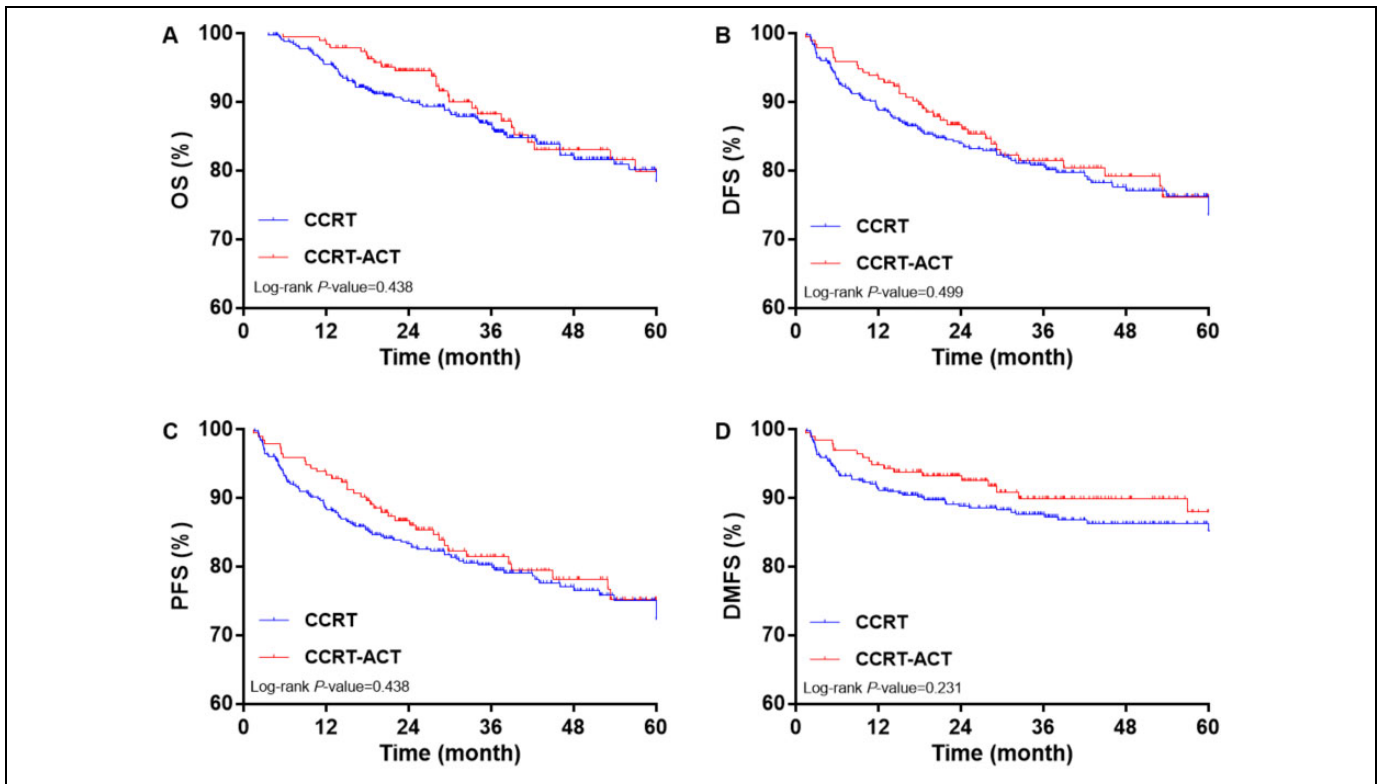 A
100
90
80
70
60
OS (%)
CCRT
CCRT-ACT
Log-rank P-value=0.438
0 12 24 36 48 60
Time (month)
B
100
90
80
70
60
DFS (%)
CCRT
CCRT-ACT
Log-rank P-value=0.499
0 12 24 36 48 60
Time (month)
C
100
90
80
70
60
PFS (%)
CCRT
CCRT-ACT
Log-rank P-value=0.438
0 12 24 36 48 60
Time (month)
D
100
90
80
70
60
DMFS (%)
CCRT
CCRT-ACT
Log-rank P-value=0.231
0 12 24 36 48 60
Time (month)